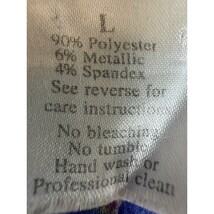 L
90% Polyester
6% Metallic
4% Spandex
See reverse for
care instructions
No bleaching
No tumble
Hand wash or
Professional clean